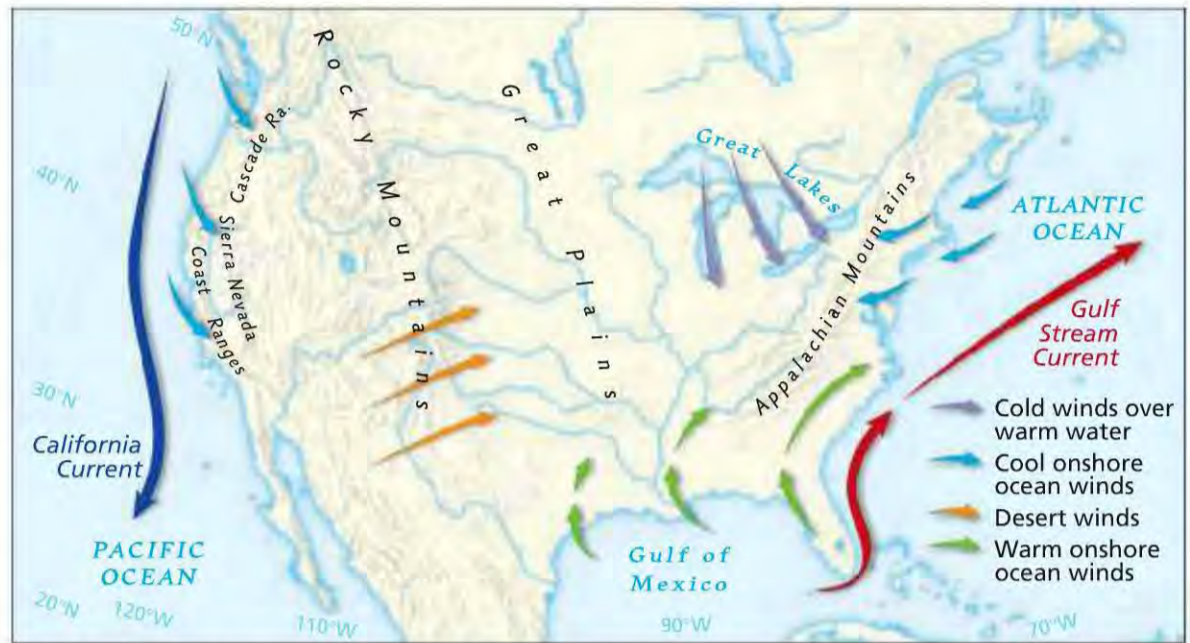 50°N
Rocky Mountains
Great Plains
Cascade Ra.
Great Lakes
40°N
Sierra Nevada
Coast Ranges
Appalachian Mountains
ATLANTIC
OCEAN
Gulf
Stream
Current
30°N
California
Current
Cold winds over
warm water
Cool onshore
ocean winds
Desert winds
Warm onshore
ocean winds
PACIFIC
OCEAN
Gulf of
Mexico
20°N
120°W
110°W
90°W
70°W